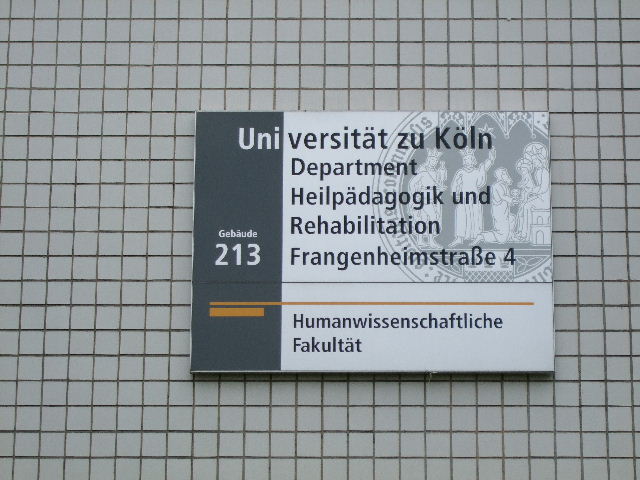 Universität zu Köln
Department
Heilpädagogik und
Rehabilitation
Gebäude
213
Frangenheimstraße 4
Humanwissenschaftliche
Fakultät